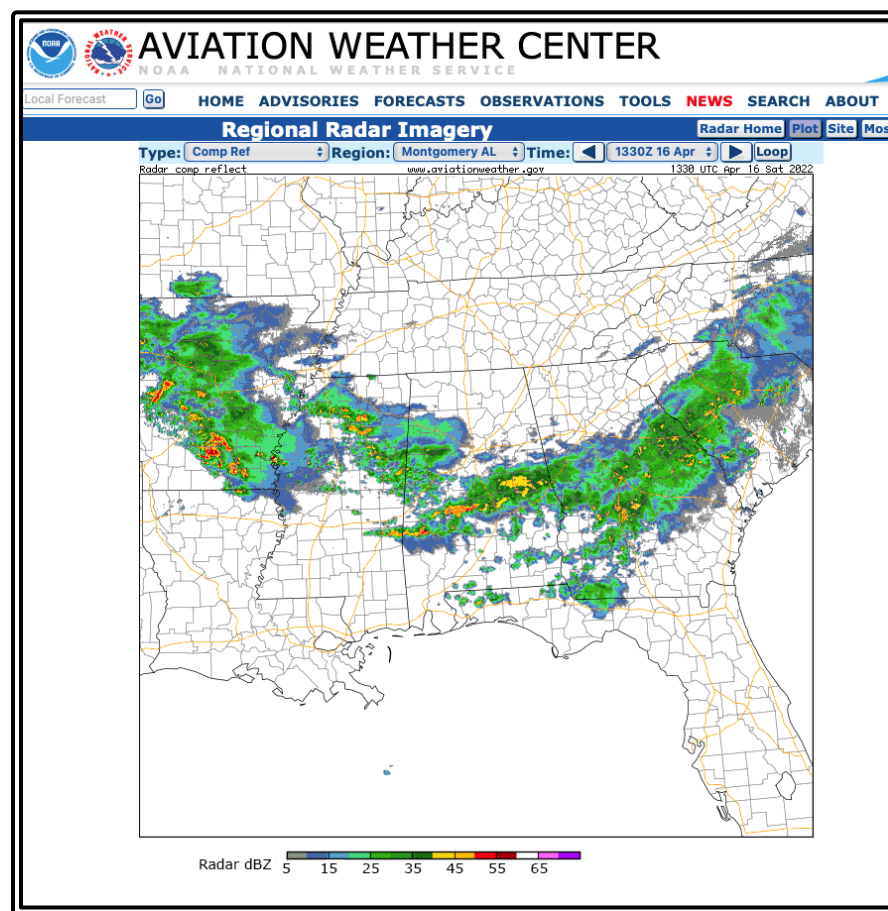 NOAA
AVIATION WEATHER CENTER
NOAA NATIONAL WEATHER SERVICE
Local Forecast Go HOME ADVISORIES FORECASTS OBSERVATIONS TOOLS NEWS SEARCH ABOUT
Regional Radar Imagery Radar Home Plot Site Mos
Type: Comp Ref Region: Montgomery AL Time: 1330Z 16 Apr Loop
Radar comp reflect www.aviationweather.gov 1330 UTC Apr 16 Sat 2022
Radar dBZ 5 15 25 35 45 55 65